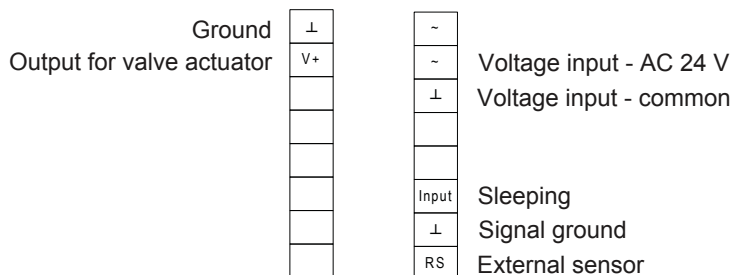 Ground ⊥ ~
Output for valve actuator V+ ~ Voltage input - AC 24 V
⊥ Voltage input - common
Input Sleeping
⊥ Signal ground
RS External sensor